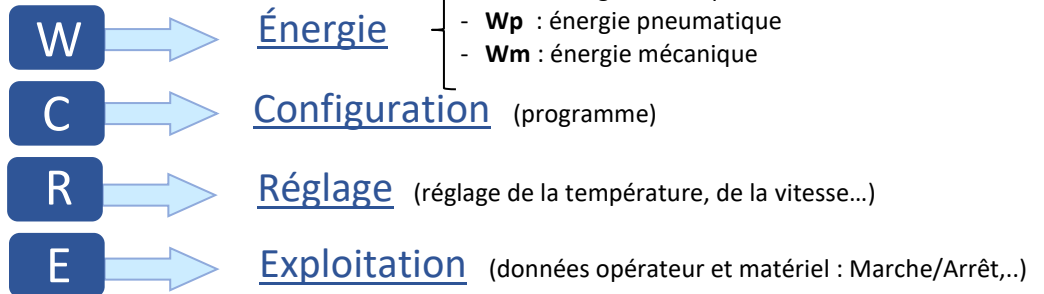 W Énergie
- Wp : énergie pneumatique
- Wm : énergie mécanique
C Configuration (programme)
R Réglage (réglage de la température, de la vitesse…)
E Exploitation (données opérateur et matériel : Marche/Arrêt,..)